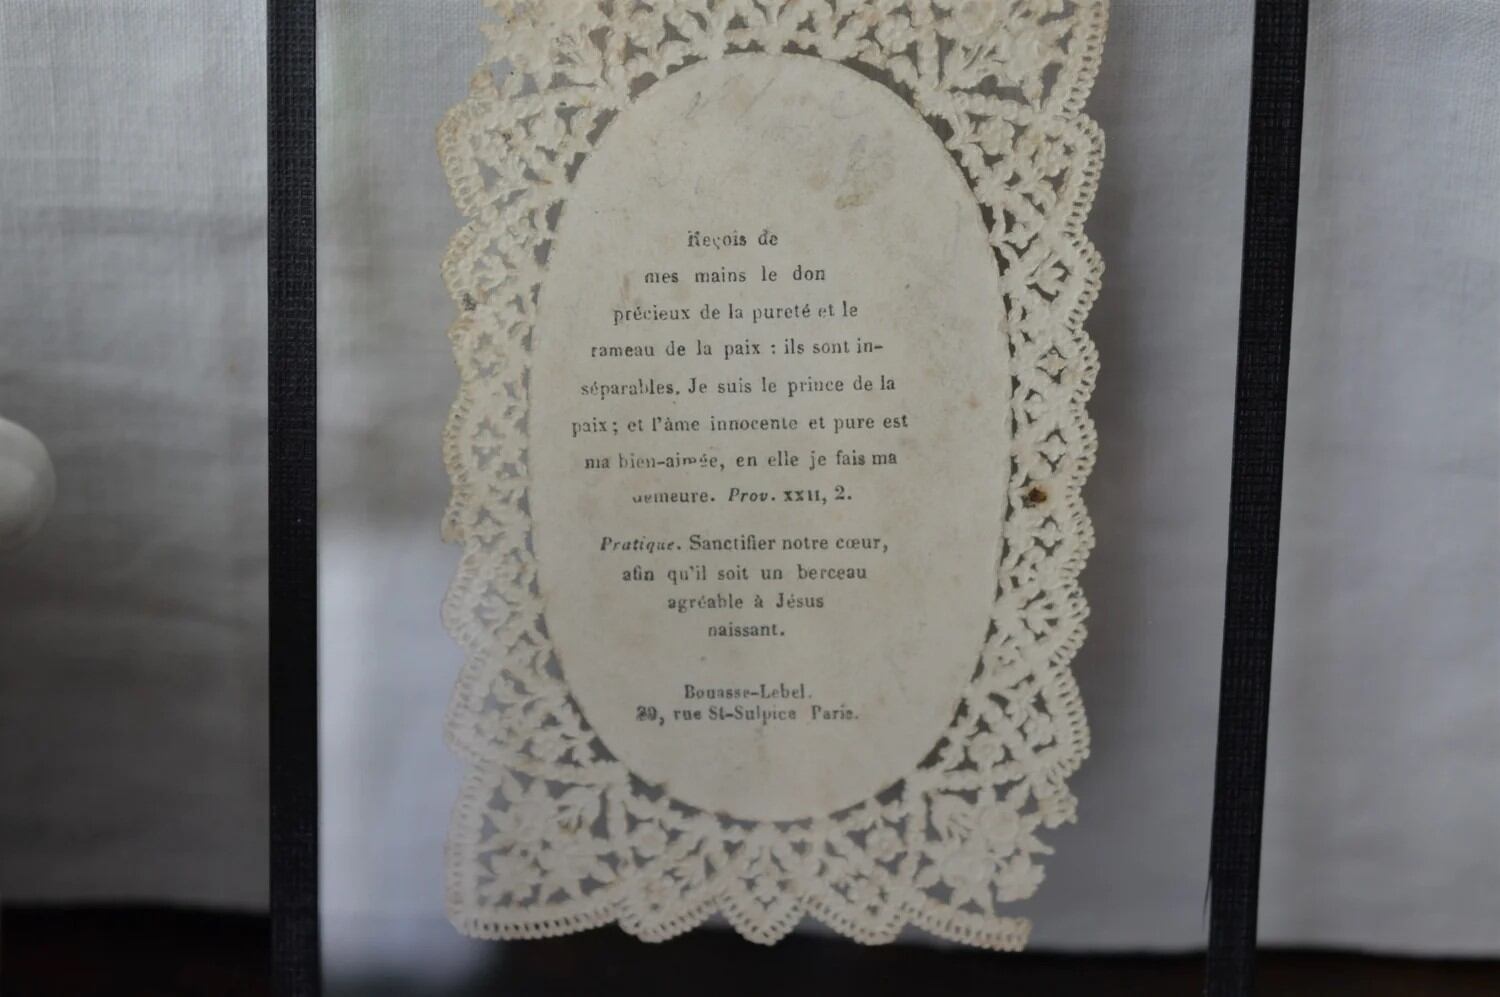 Reçois de
mes mains le don
précieux de la pureté et le
rameau de la paix : ils sont in-
séparables. Je suis le prince de la
paix ; et l'âme innocente et pure est
ma bien-aimée, en elle je fais ma
demeure. Prov. XXII, 2.
Pratique. Sanctifier notre cœur,
afin qu'il soit un berceau
agréable à Jésus
naissant.
Bouasse-Lebel.
29, rue St-Sulpice Paris.